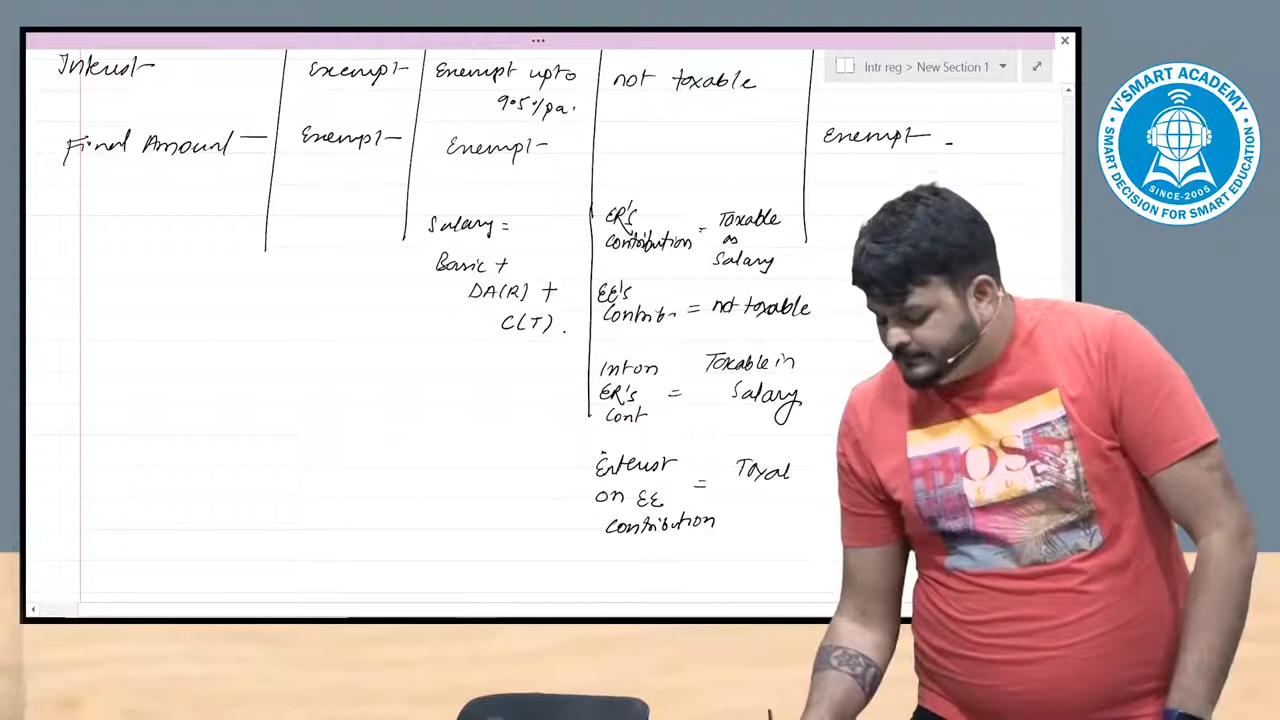 Interest
Exempt
Exempt upto
9.5%pa.
not taxable
Final Amount
Exempt
Exempt
Exempt
Salary =
Basic +
DA(R) +
C(T).
ER's
contribution = Taxable
as
Salary
EE's
Contribn = not taxable
Int on
ER's =
Cont
Taxable in
Salary
Interest
on EE =
contribution
Taxal
Intr reg > New Section 1
V'SMART ACADEMY
SINCE-2005
SMART DECISION FOR SMART EDUCATION
BOSS